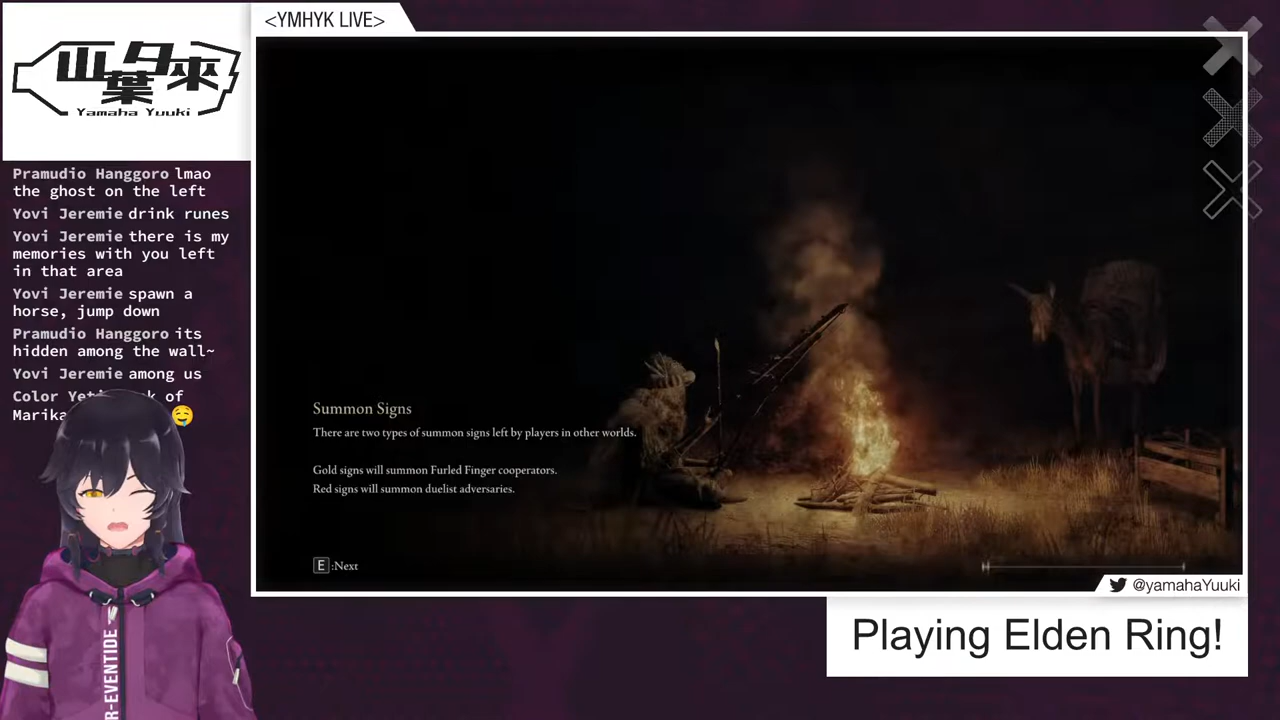 山葉夕來
Yamaha Yuuki
<YMHYK LIVE>
Pramudio Hanggoro lmao
the ghost on the left
Yovi Jeremie drink runes
Yovi Jeremie there is my
memories with you left
in that area
Yovi Jeremie spawn a
horse, jump down
Pramudio Hanggoro its
hidden among the wall~
Yovi Jeremie among us
Color Yeti of
Marika 🤤
Summon Signs
There are two types of summon signs left by players in other worlds.
Gold signs will summon Furled Finger cooperators.
Red signs will summon duelist adversaries.
E :Next
@yamahaYuuki
Playing Elden Ring!
R-EVENTIDE